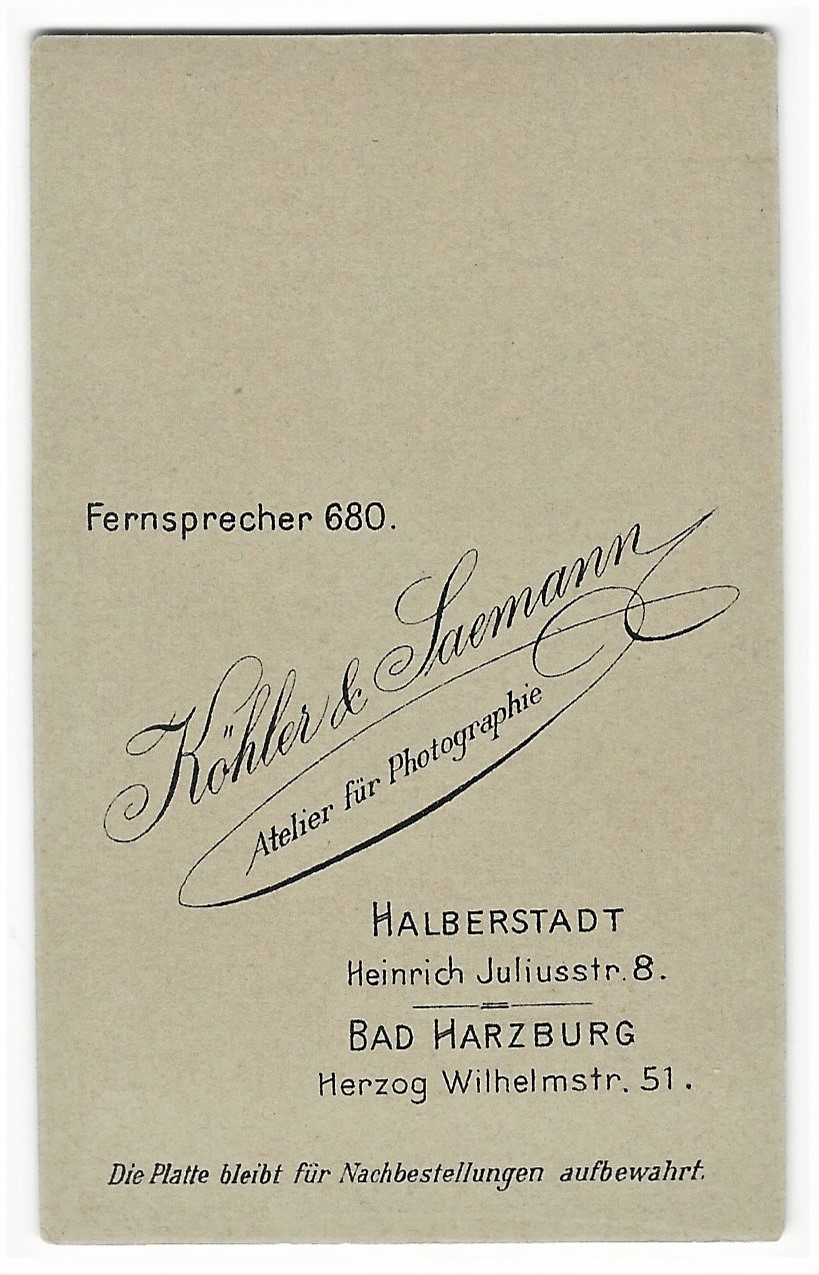 Fernsprecher 680.
Köhler & Saemann
Atelier für Photographie
HALBERSTADT
Heinrich Juliusstr. 8.
BAD HARZBURG
Herzog Wilhelmstr. 51.
Die Platte bleibt für Nachbestellungen aufbewahrt.